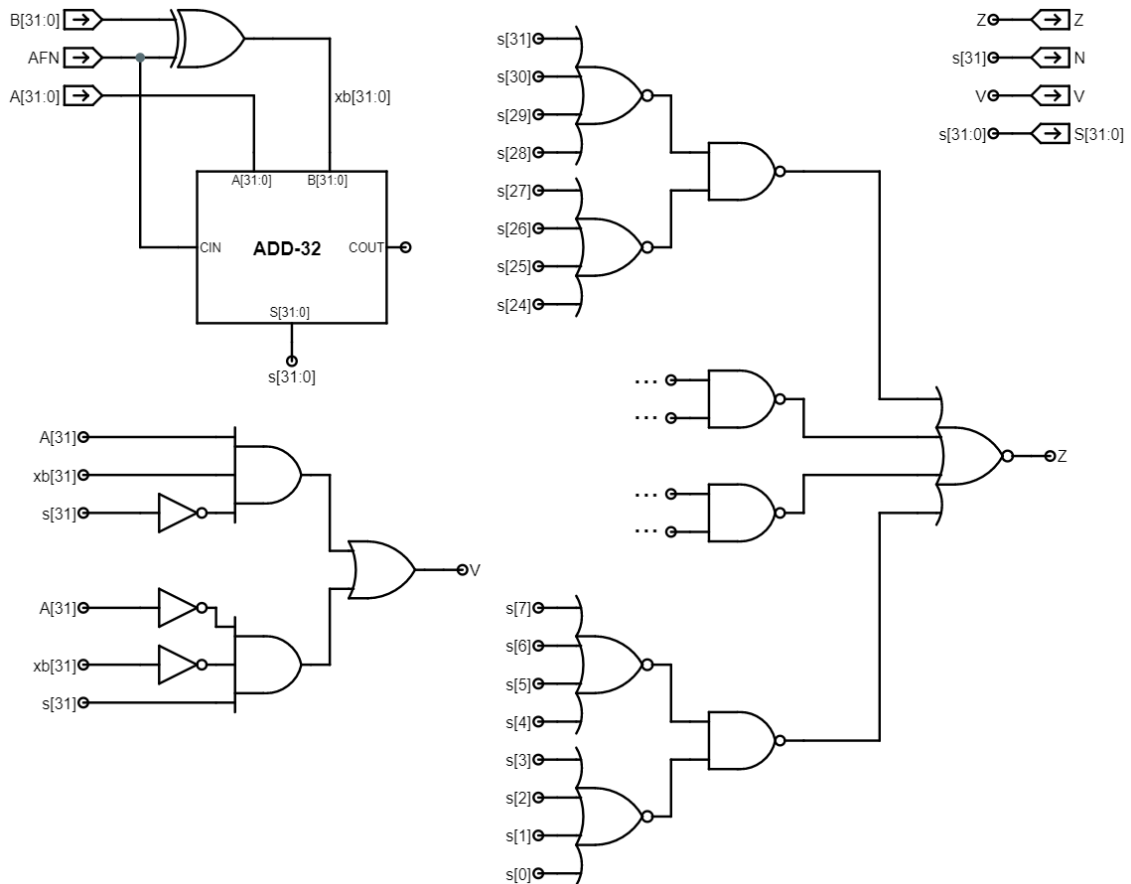 B[31:0]
AFN
A[31:0]
xb[31:0]
A[31:0]
B[31:0]
CIN
ADD-32
COUT
S[31:0]
s[31:0]
A[31]
xb[31]
s[31]
V
A[31]
xb[31]
s[31]
s[31]
s[30]
s[29]
s[28]
s[27]
s[26]
s[25]
s[24]
...
...
...
...
Z
s[7]
s[6]
s[5]
s[4]
s[3]
s[2]
s[1]
s[0]
Z Z
s[31] N
V V
s[31:0] S[31:0]